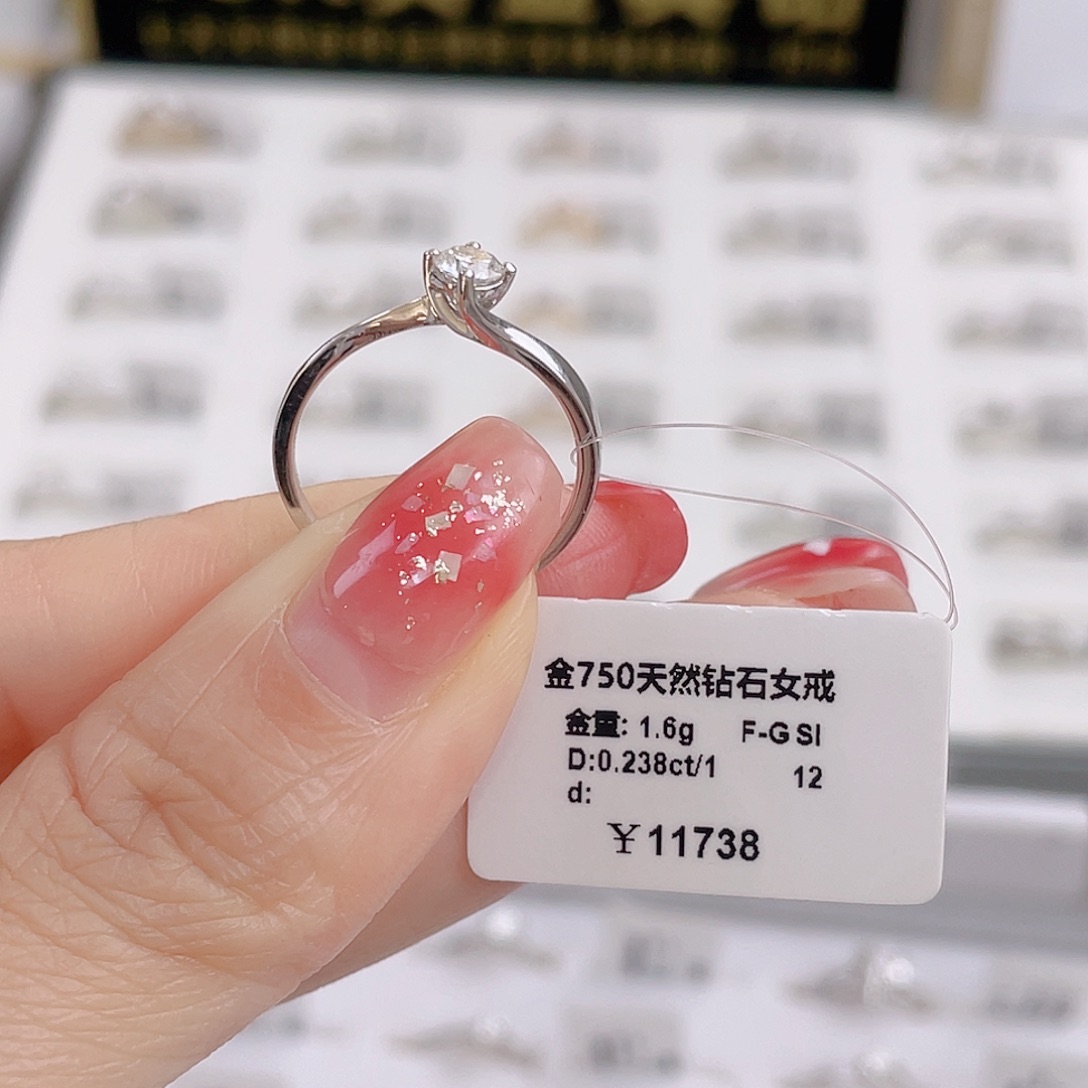 金750天然钻石女戒
金重: 1.6g F-G SI
D:0.238ct/1 12
d:
￥11738